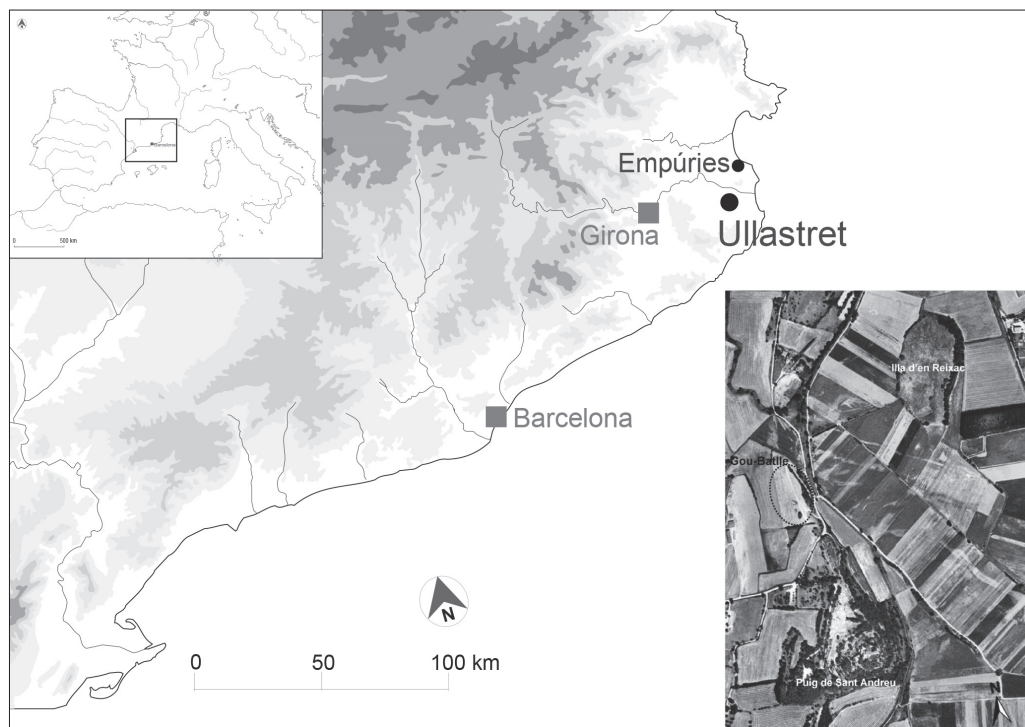 Barcelona
0
500 km
Empúries
Girona
Ullastret
Barcelona
N
0
50
100 km
Illa d'en Reixac
Gou-Batlle
Puig de Sant Andreu
N